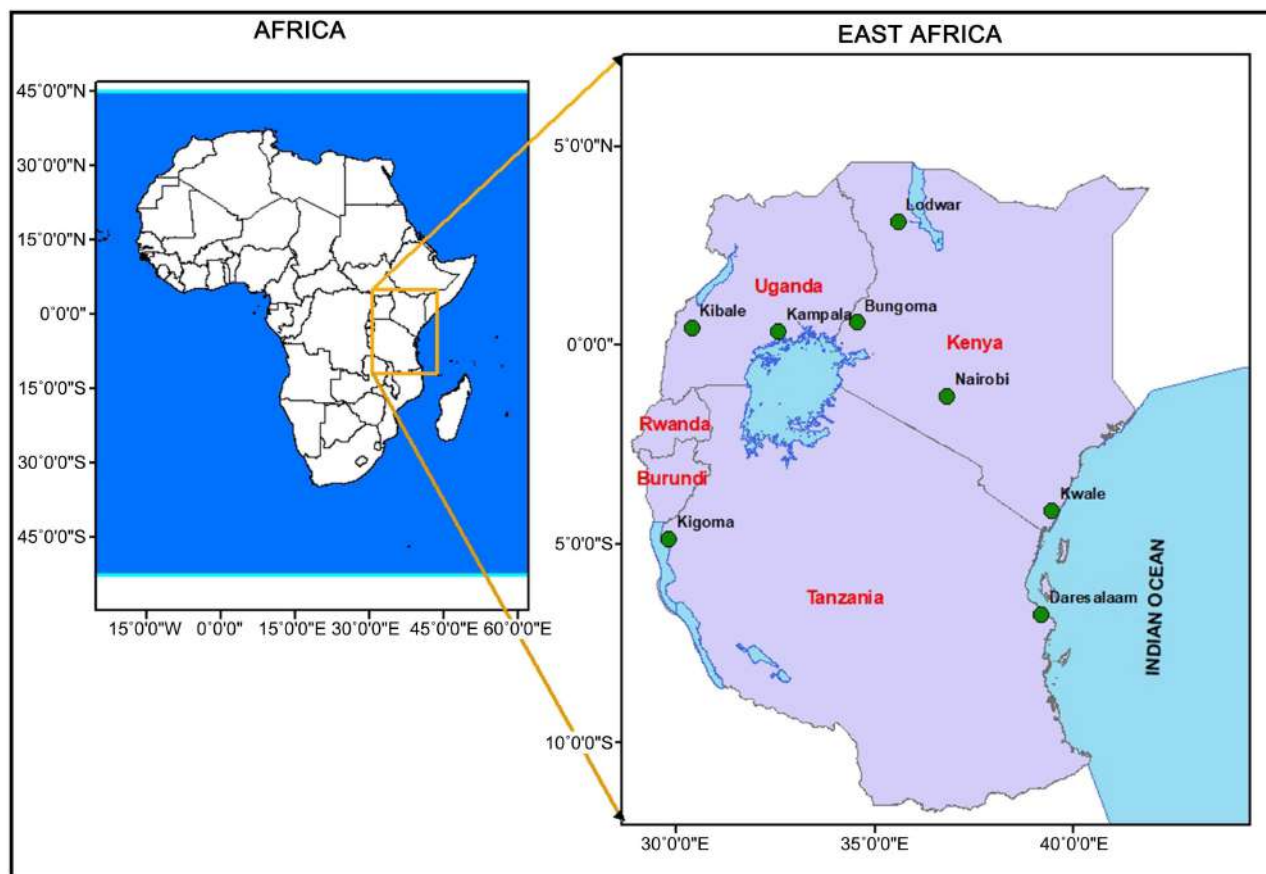 AFRICA
45°0'0"N
30°0'0"N
15°0'0"N
0°0'0"
15°0'0"S
30°0'0"S
45°0'0"S
15°0'0"W 0°0'0" 15°0'0"E 30°0'0"E 45°0'0"E 60°0'0"E
EAST AFRICA
5°0'0"N
0°0'0"
5°0'0"S
10°0'0"S
30°0'0"E 35°0'0"E 40°0'0"E
Lodwar
Uganda
Kibale
Kampala
Bungoma
Kenya
Nairobi
Rwanda
Burundi
Kigoma
Kwale
Tanzania
Daresalaam
INDIAN OCEAN